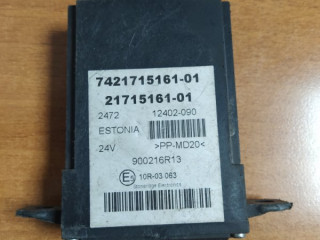 7421715161-01
21715161-01
2472 12402-090
ESTONIA
24V >PP-MD20<
900216R13
10R-03 063